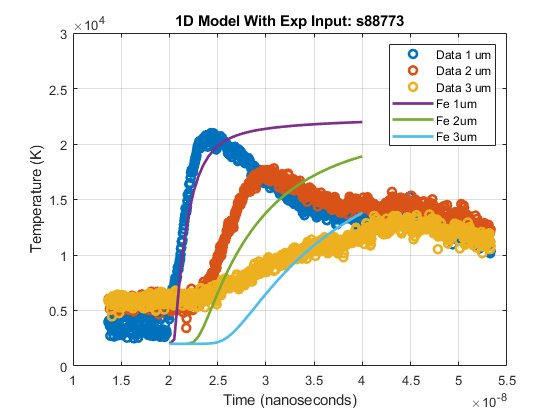 1D Model With Exp Input: s88773
×10^4
3
2.5
2
1.5
1
0.5
0
Temperature (K)
Data 1 um
Data 2 um
Data 3 um
Fe 1um
Fe 2um
Fe 3um
1 1.5 2 2.5 3 3.5 4 4.5 5 5.5
Time (nanoseconds)
×10^-8